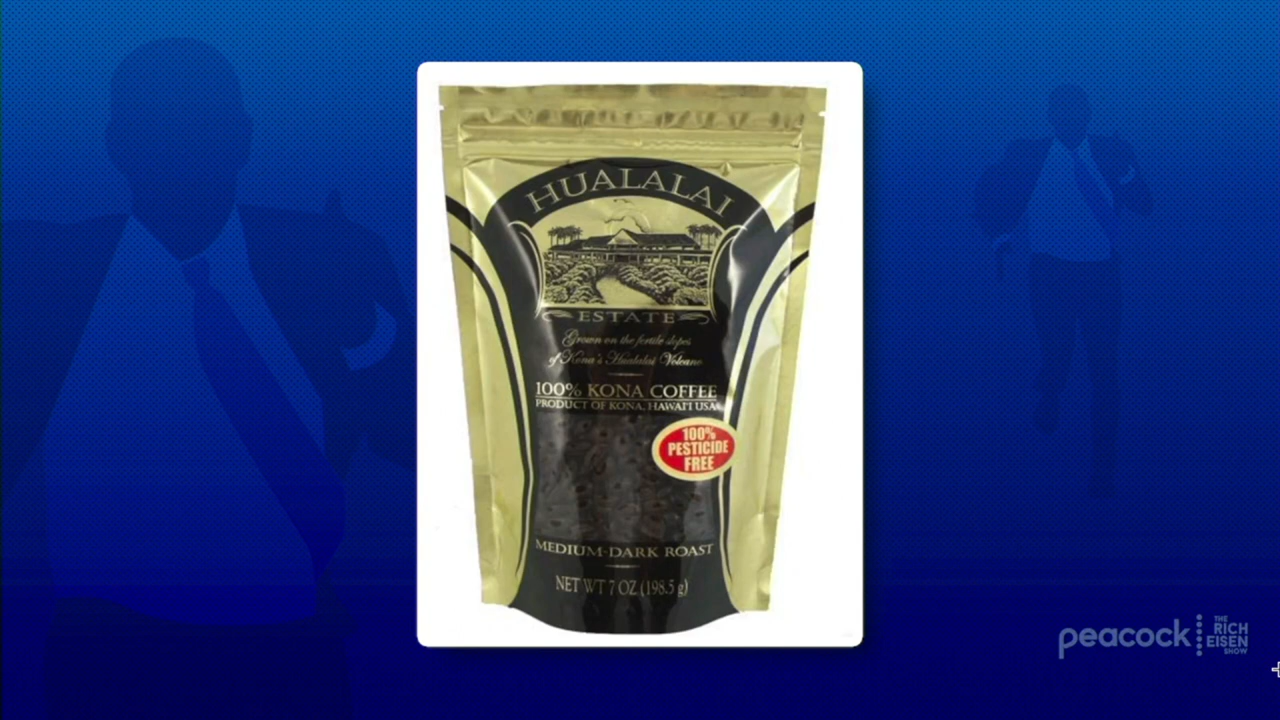 HUALALAI
ESTATE
Grown on the fertile slopes
of Kona's Hualalai Volcano
100% KONA COFFEE
PRODUCT OF KONA, HAWAI'I USA
100%
PESTICIDE
FREE
MEDIUM-DARK ROAST
NET WT 7 OZ (198.5 g)
peacock
THE
RICH
EISEN
SHOW